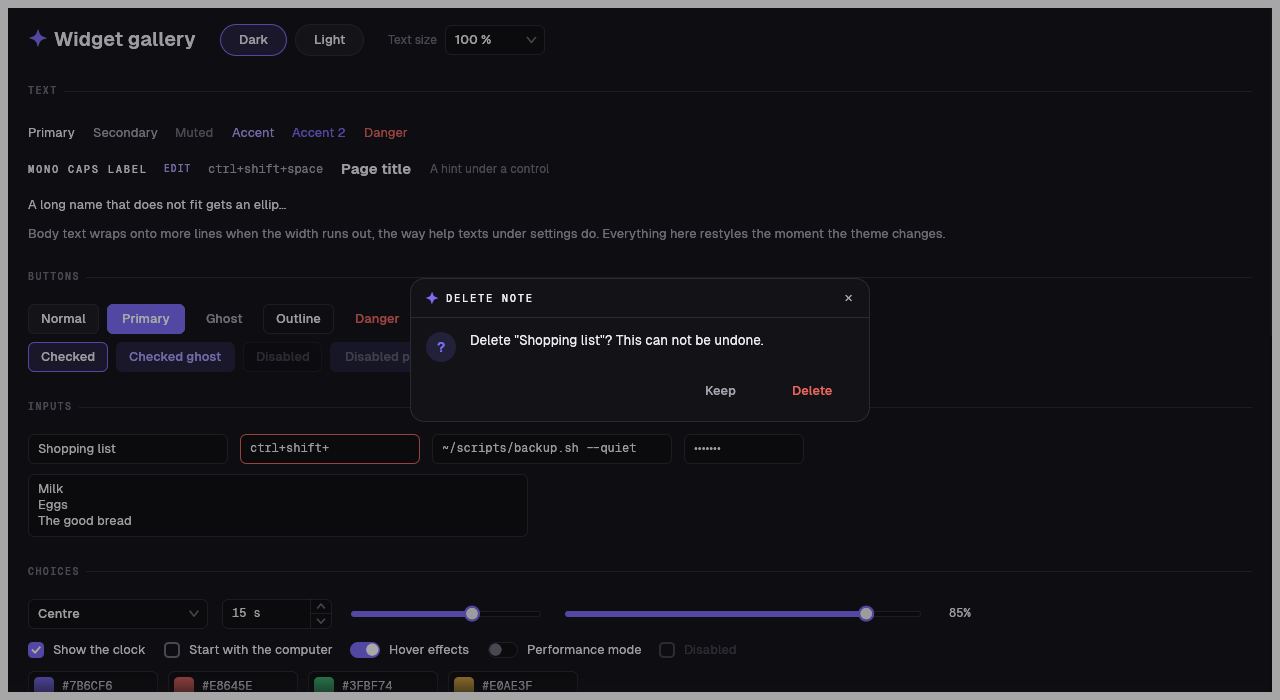 Widget gallery Dark Light Text size 100 %
TEXT
Primary Secondary Muted Accent Accent 2 Danger
MONO CAPS LABEL EDIT ctrl+shift+space Page title A hint under a control
A long name that does not fit gets an ellip…
Body text wraps onto more lines when the width runs out, the way help texts under settings do. Everything here restyles the moment the theme changes.
BUTTONS
Normal Primary Ghost Outline Danger
Checked Checked ghost Disabled Disabled p
DELETE NOTE ×
? Delete "Shopping list"? This can not be undone.
Keep Delete
INPUTS
Shopping list ctrl+shift+ ~/scripts/backup.sh --quiet •••••••
Milk
Eggs
The good bread
CHOICES
Centre 15 s 85%
Show the clock Start with the computer Hover effects Performance mode Disabled
#7B6CF6 #E8645E #3FBF74 #E0AE3F